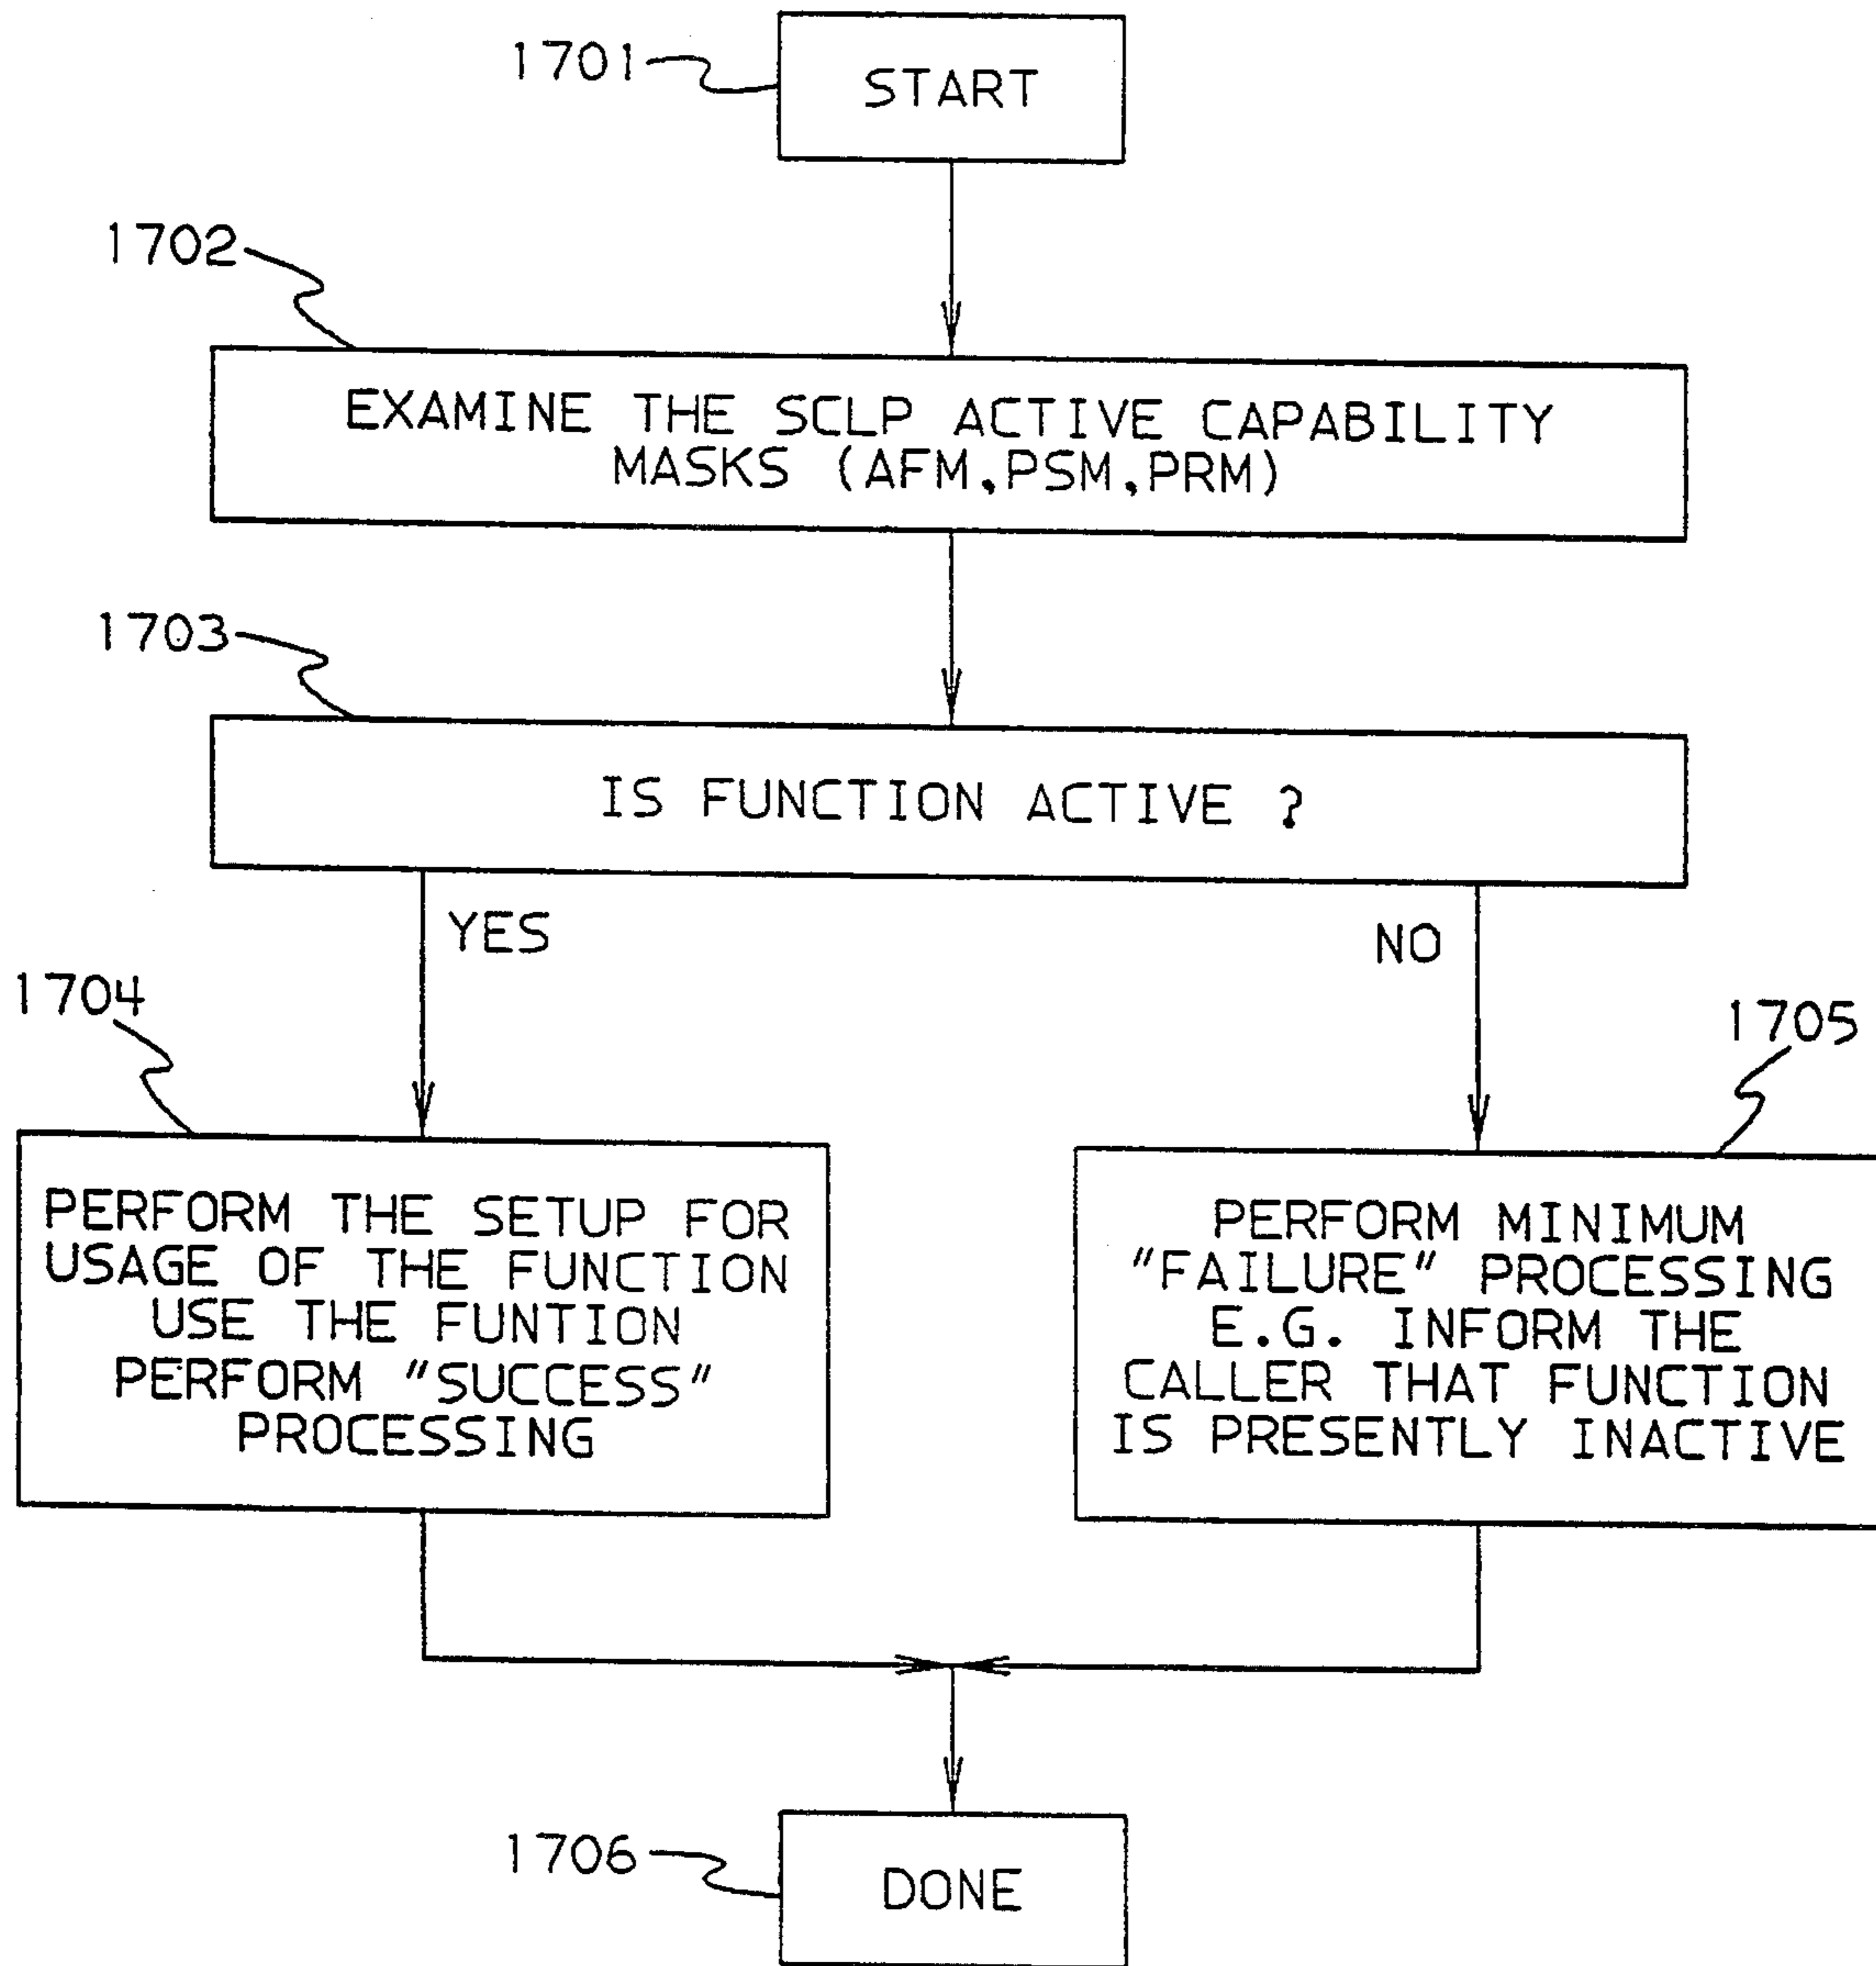 1701
START
1702
EXAMINE THE SCLP ACTIVE CAPABILITY
MASKS (AFM,PSM,PRM)
1703
IS FUNCTION ACTIVE ?
YES
NO
1704
PERFORM THE SETUP FOR
USAGE OF THE FUNCTION
USE THE FUNTION
PERFORM "SUCCESS"
PROCESSING
1705
PERFORM MINIMUM
"FAILURE" PROCESSING
E.G. INFORM THE
CALLER THAT FUNCTION
IS PRESENTLY INACTIVE
1706
DONE